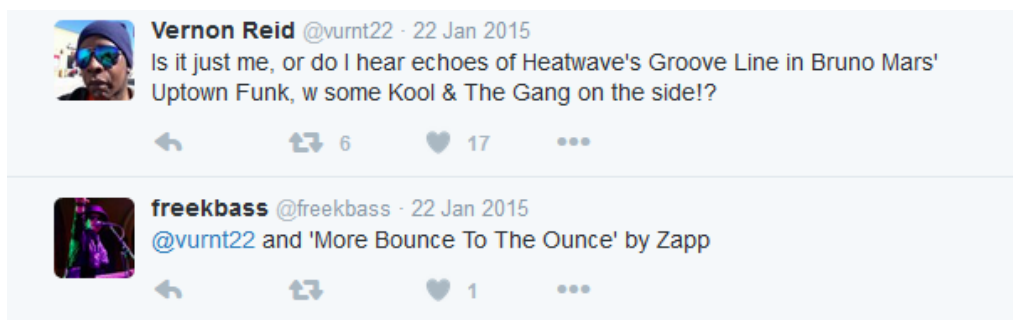 Vernon Reid @vurnt22 · 22 Jan 2015
Is it just me, or do I hear echoes of Heatwave's Groove Line in Bruno Mars'
Uptown Funk, w some Kool & The Gang on the side!?
6 17
freekbass @freekbass · 22 Jan 2015
@vurnt22 and 'More Bounce To The Ounce' by Zapp
1